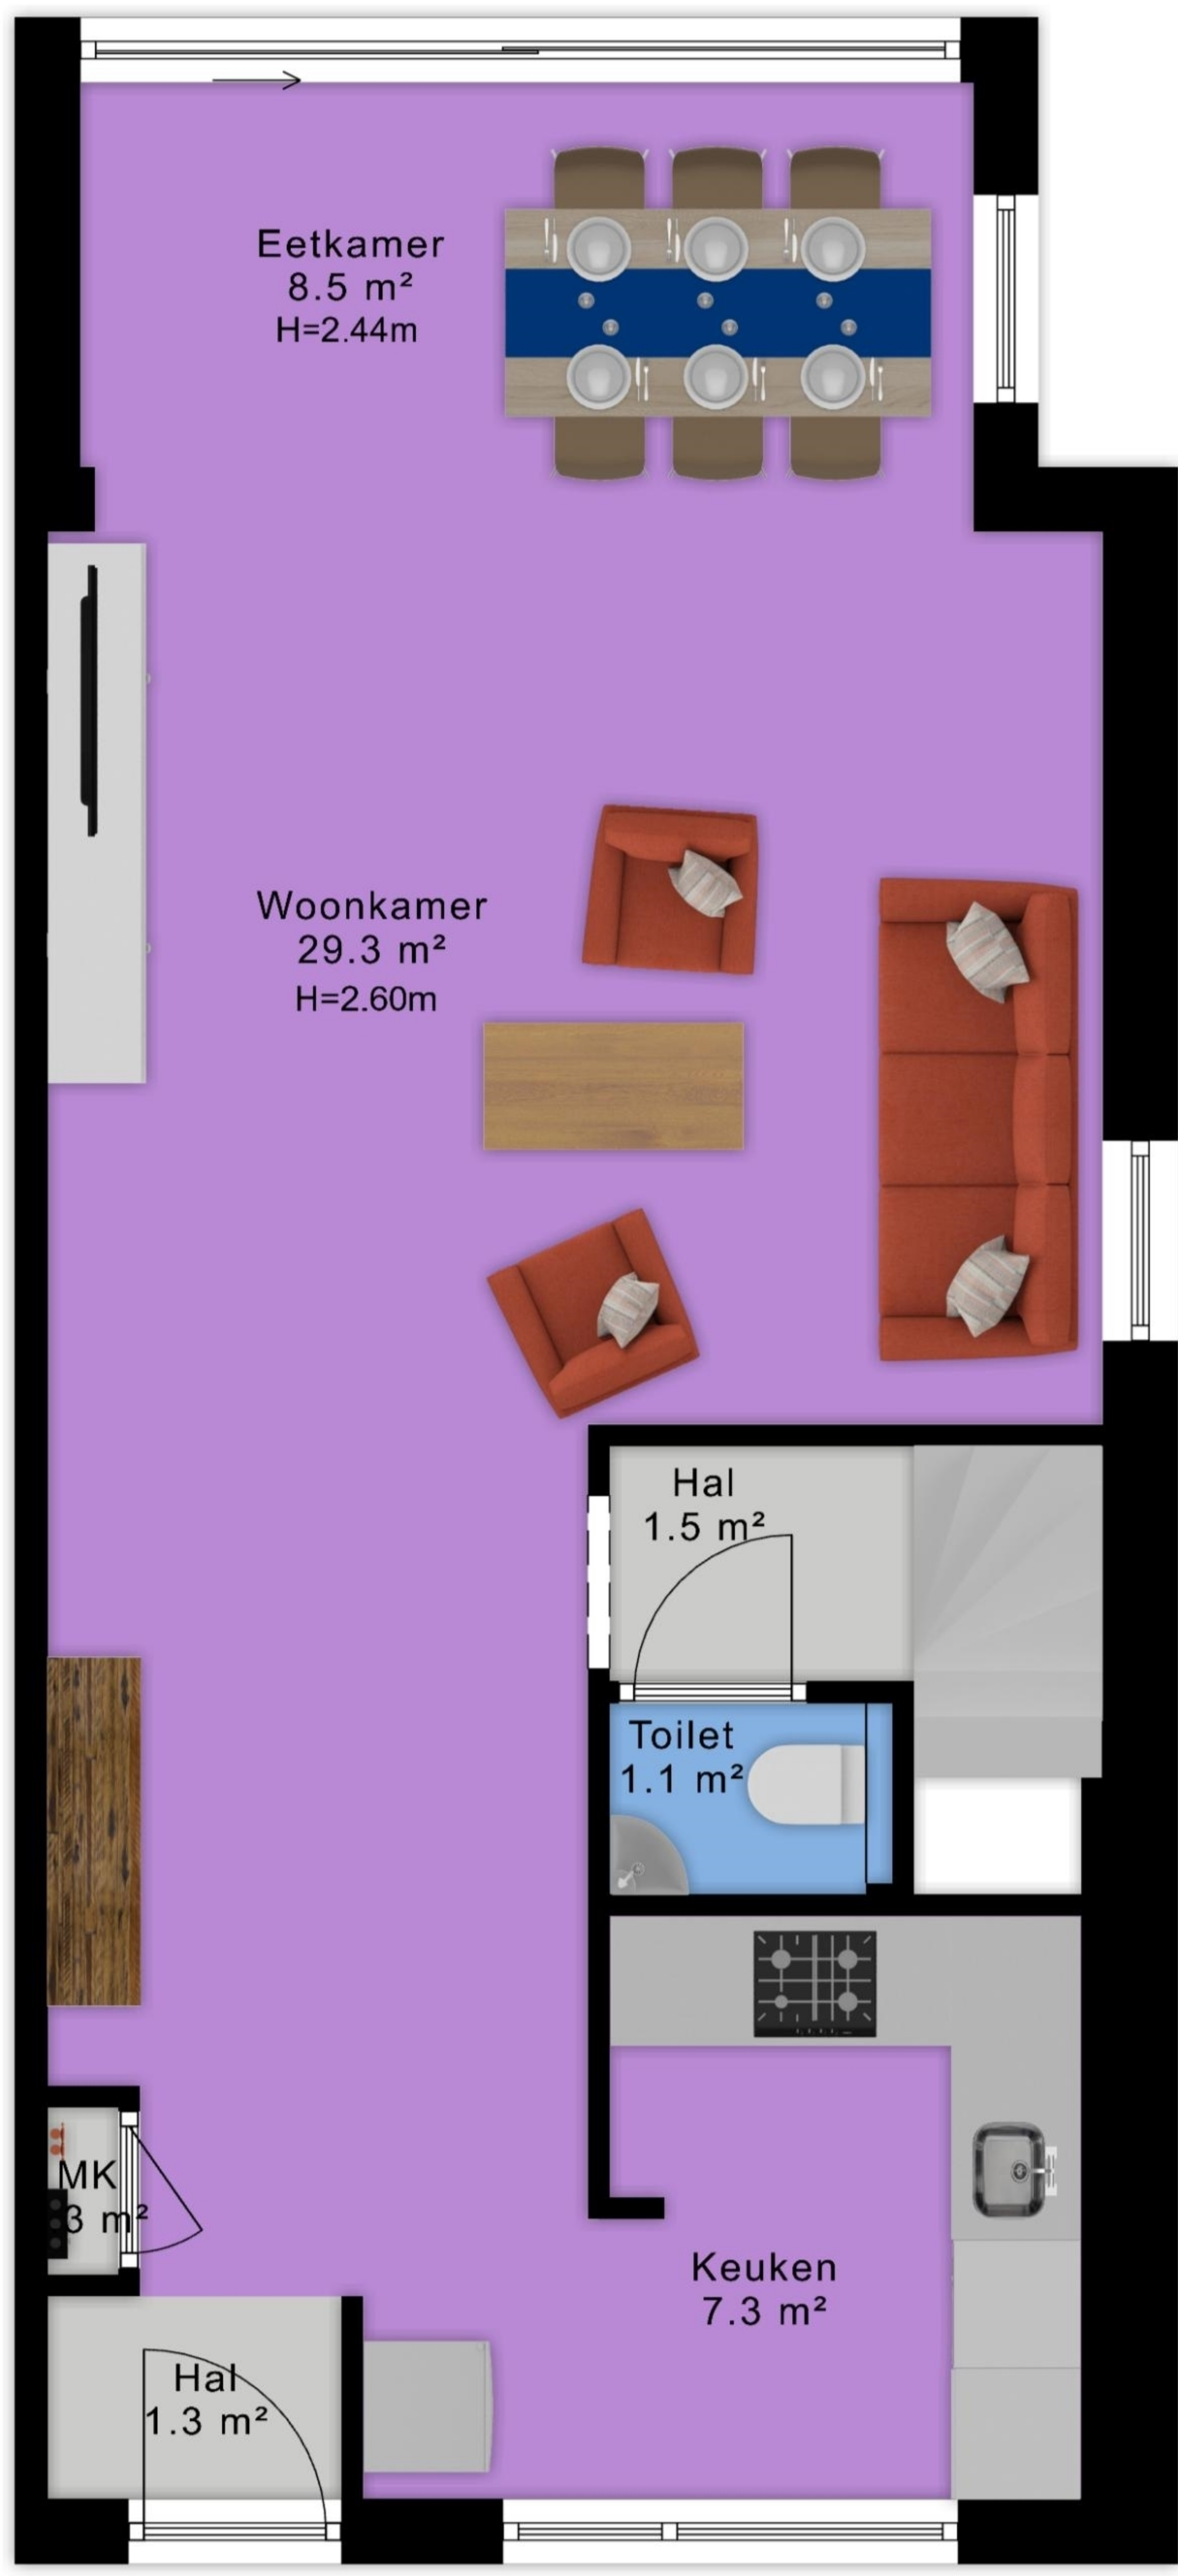 Eetkamer
8.5 m²
H=2.44m
Woonkamer
29.3 m²
H=2.60m
Hal
1.5 m²
Toilet
1.1 m²
MK
3 m²
Keuken
7.3 m²
Hal
1.3 m²